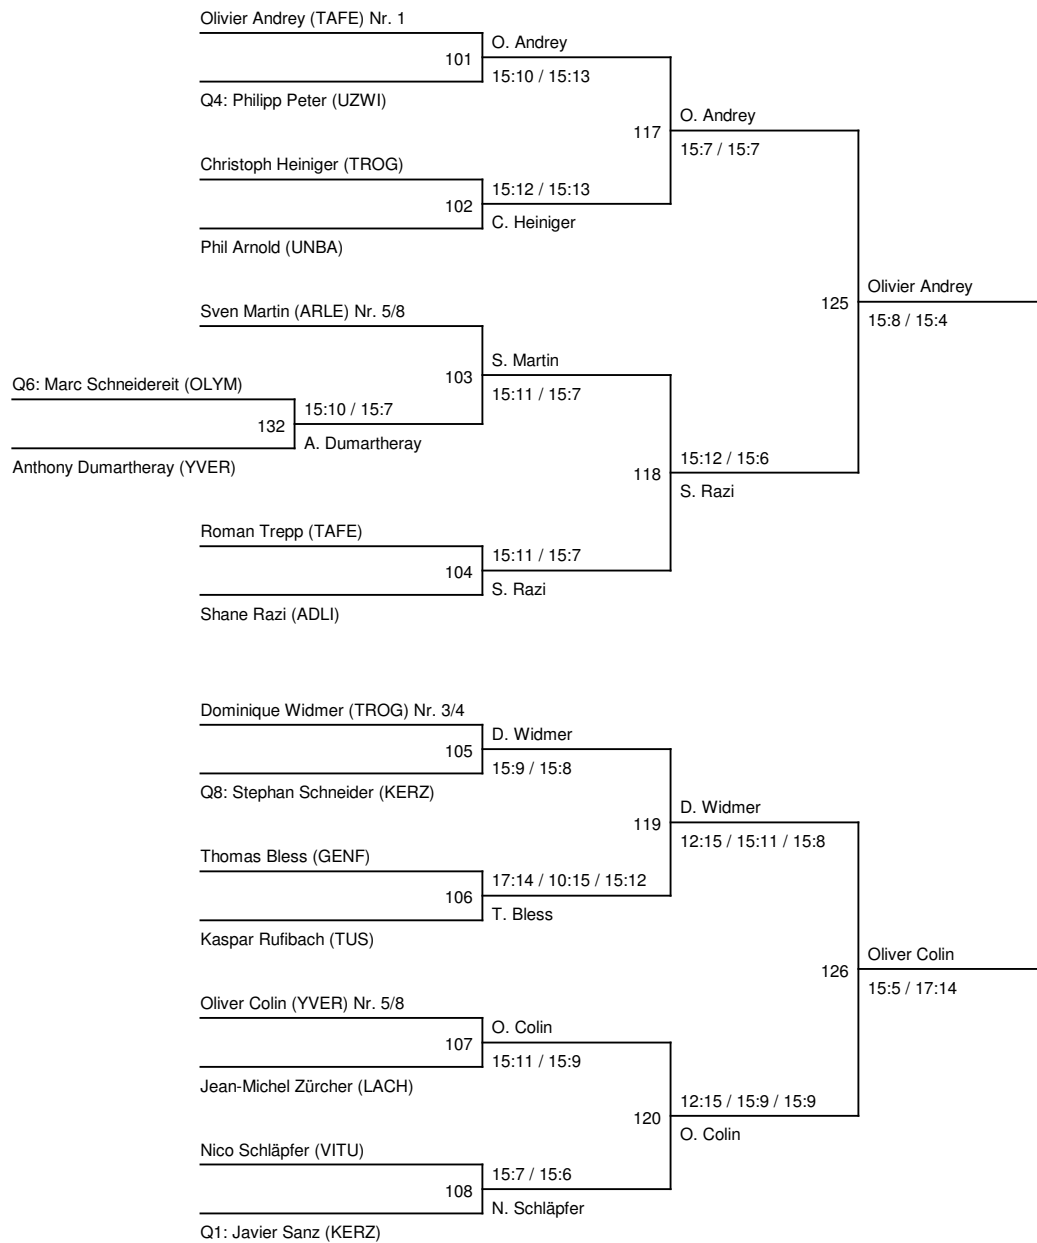 Olivier Andrey (TAFE) Nr. 1
O. Andrey
101
15:10 / 15:13
Q4: Philipp Peter (UZWI)
O. Andrey
117
15:7 / 15:7
Christoph Heiniger (TROG)
15:12 / 15:13
102
C. Heiniger
Phil Arnold (UNBA)
Olivier Andrey
125
15:8 / 15:4
Sven Martin (ARLE) Nr. 5/8
S. Martin
103
15:11 / 15:7
Q6: Marc Schneidereit (OLYM)
15:10 / 15:7
132
A. Dumartheray
Anthony Dumartheray (YVER)
15:12 / 15:6
118
S. Razi
Roman Trepp (TAFE)
15:11 / 15:7
104
S. Razi
Shane Razi (ADLI)
Dominique Widmer (TROG) Nr. 3/4
D. Widmer
105
15:9 / 15:8
Q8: Stephan Schneider (KERZ)
D. Widmer
119
12:15 / 15:11 / 15:8
Thomas Bless (GENF)
17:14 / 10:15 / 15:12
106
T. Bless
Kaspar Rufibach (TUS)
Oliver Colin
126
15:5 / 17:14
Oliver Colin (YVER) Nr. 5/8
O. Colin
107
15:11 / 15:9
Jean-Michel Zürcher (LACH)
12:15 / 15:9 / 15:9
120
O. Colin
Nico Schläpfer (VITU)
15:7 / 15:6
108
N. Schläpfer
Q1: Javier Sanz (KERZ)